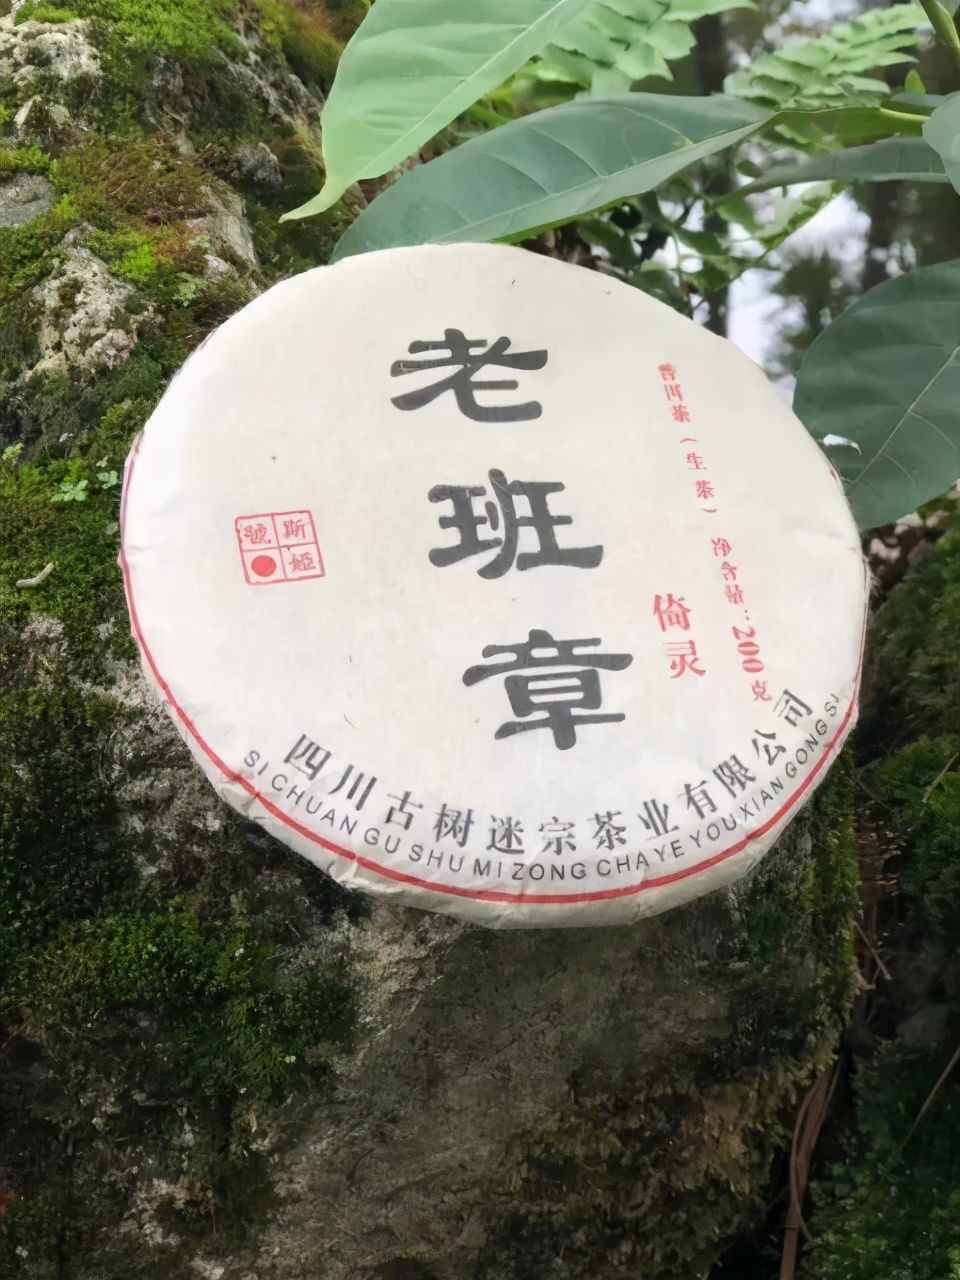 老班章
普洱茶（生茶） 净含量：200克
倚灵
斯
號
四川古树迷宗茶业有限公司
SI CHUAN GU SHU MI ZONG CHA YE YOU XIAN GONG SI